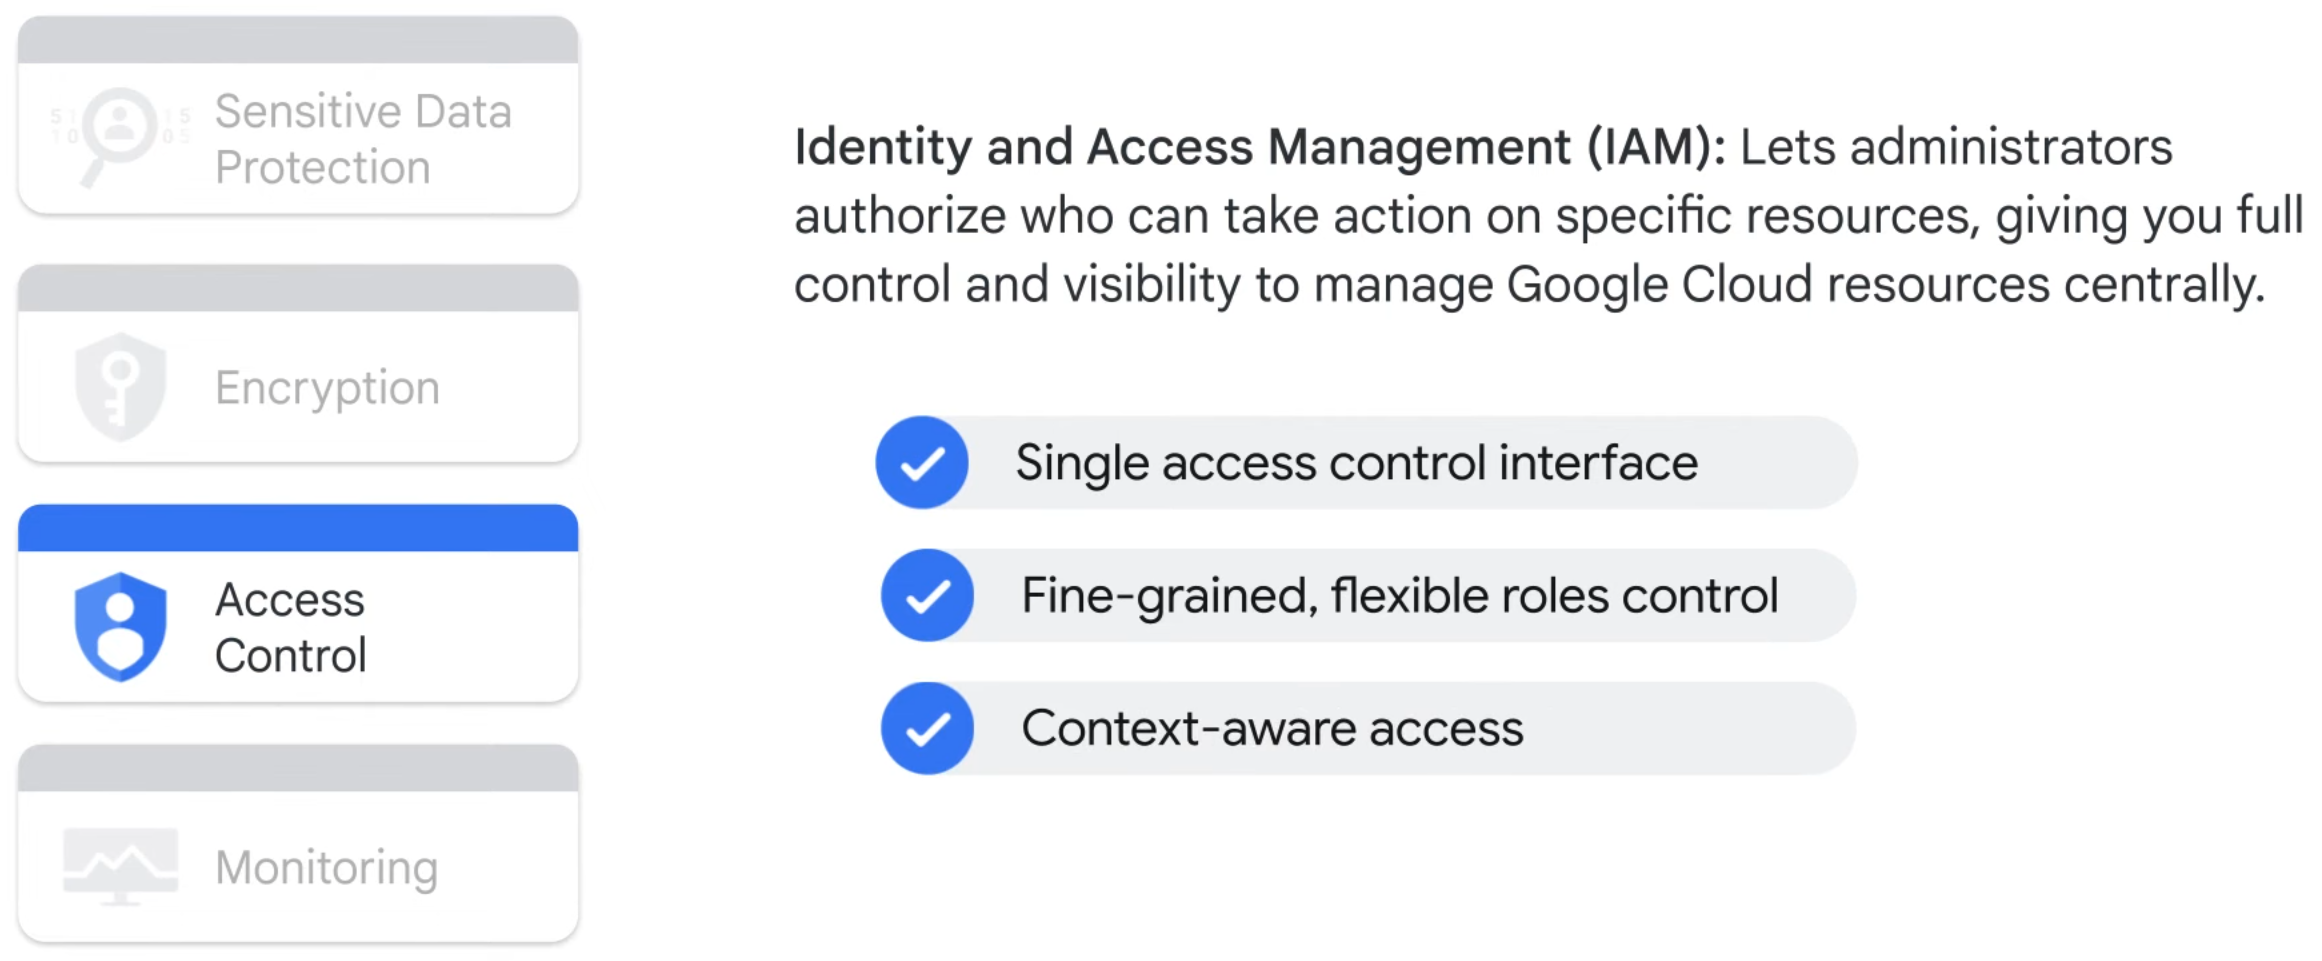 Sensitive Data
Protection
Encryption
Access
Control
Monitoring
Identity and Access Management (IAM): Lets administrators
authorize who can take action on specific resources, giving you full
control and visibility to manage Google Cloud resources centrally.
Single access control interface
Fine-grained, flexible roles control
Context-aware access